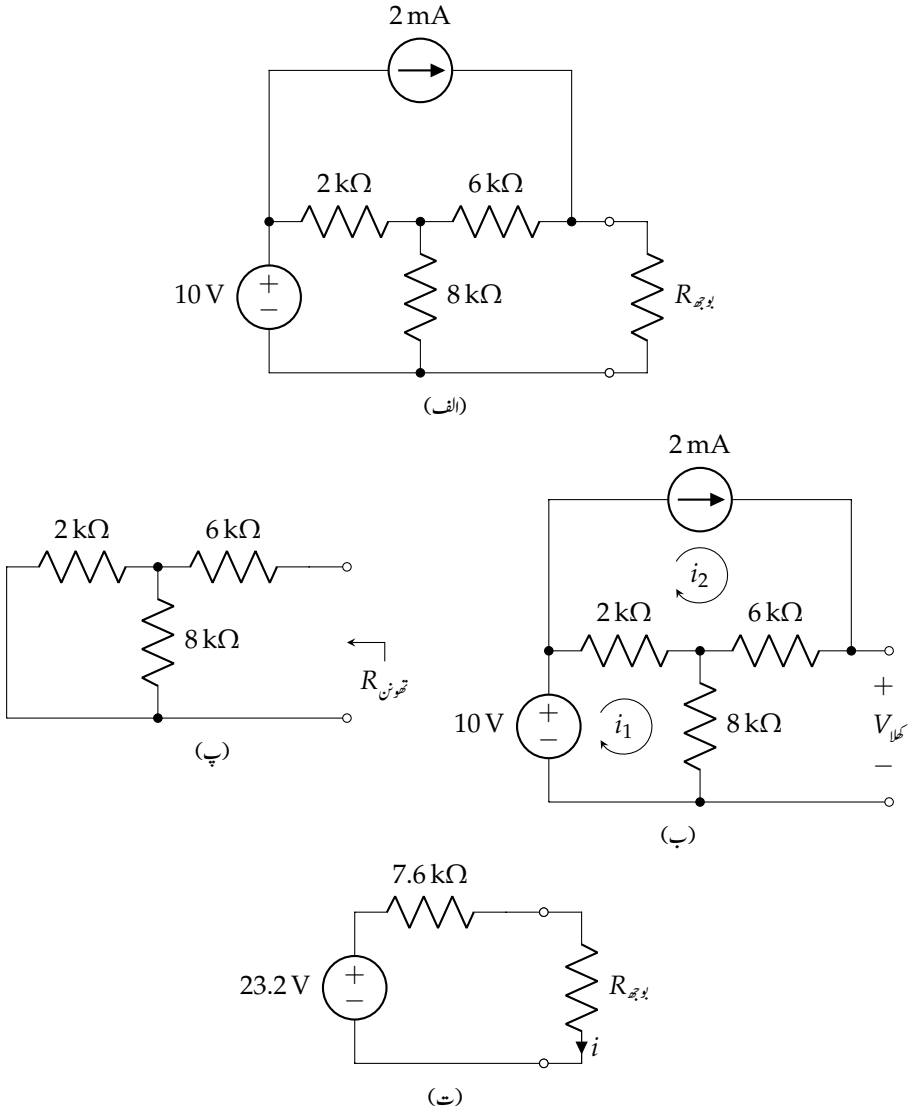 2 mA
2 kΩ 6 kΩ
10 V + − 8 kΩ R بوجھ
(الف)
2 mA
i2
2 kΩ 6 kΩ
10 V + − i1 8 kΩ + V کھلا −
(ب)
2 kΩ 6 kΩ
8 kΩ
R تھونن
(پ)
7.6 kΩ
23.2 V + − R بوجھ
i
(ت)